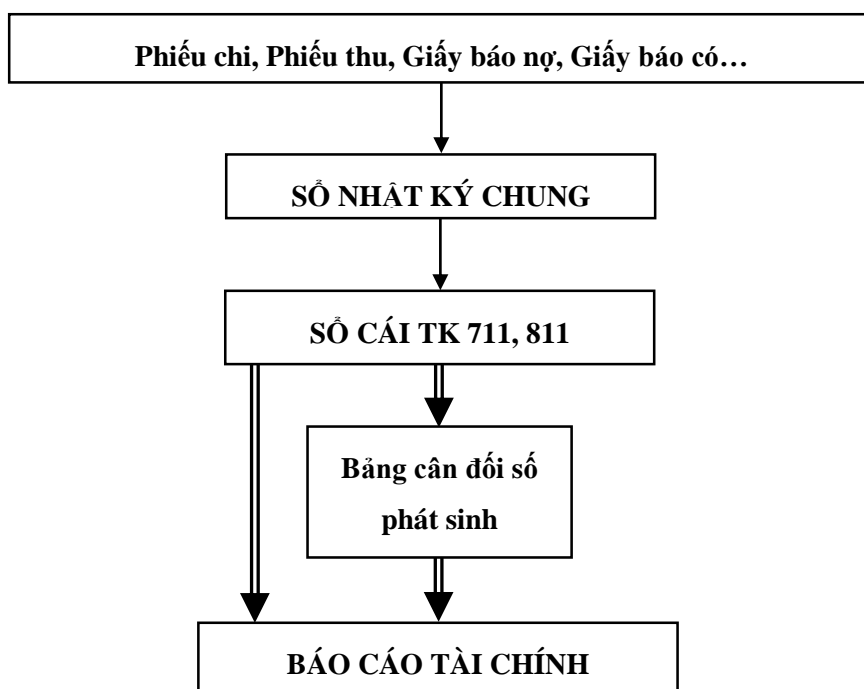 Phiếu chi, Phiếu thu, Giấy báo nợ, Giấy báo có…
SỔ NHẬT KÝ CHUNG
SỔ CÁI TK 711, 811
Bảng cân đối số
phát sinh
BÁO CÁO TÀI CHÍNH